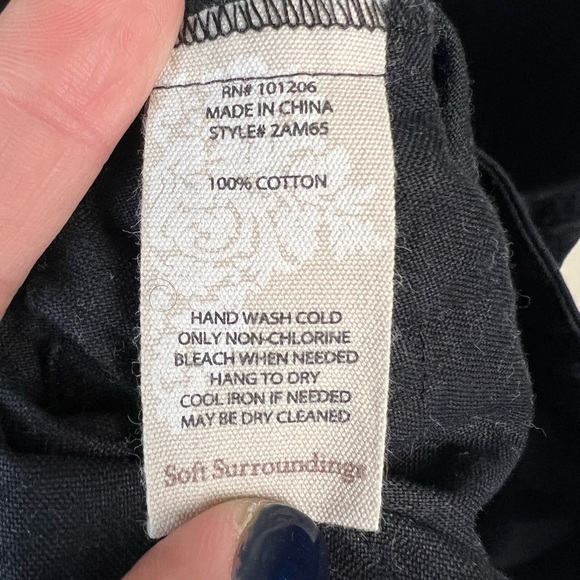 RN# 101206
MADE IN CHINA
STYLE# 2AM65
100% COTTON
HAND WASH COLD
ONLY NON-CHLORINE
BLEACH WHEN NEEDED
HANG TO DRY
COOL IRON IF NEEDED
MAY BE DRY CLEANED
Soft Surroundings